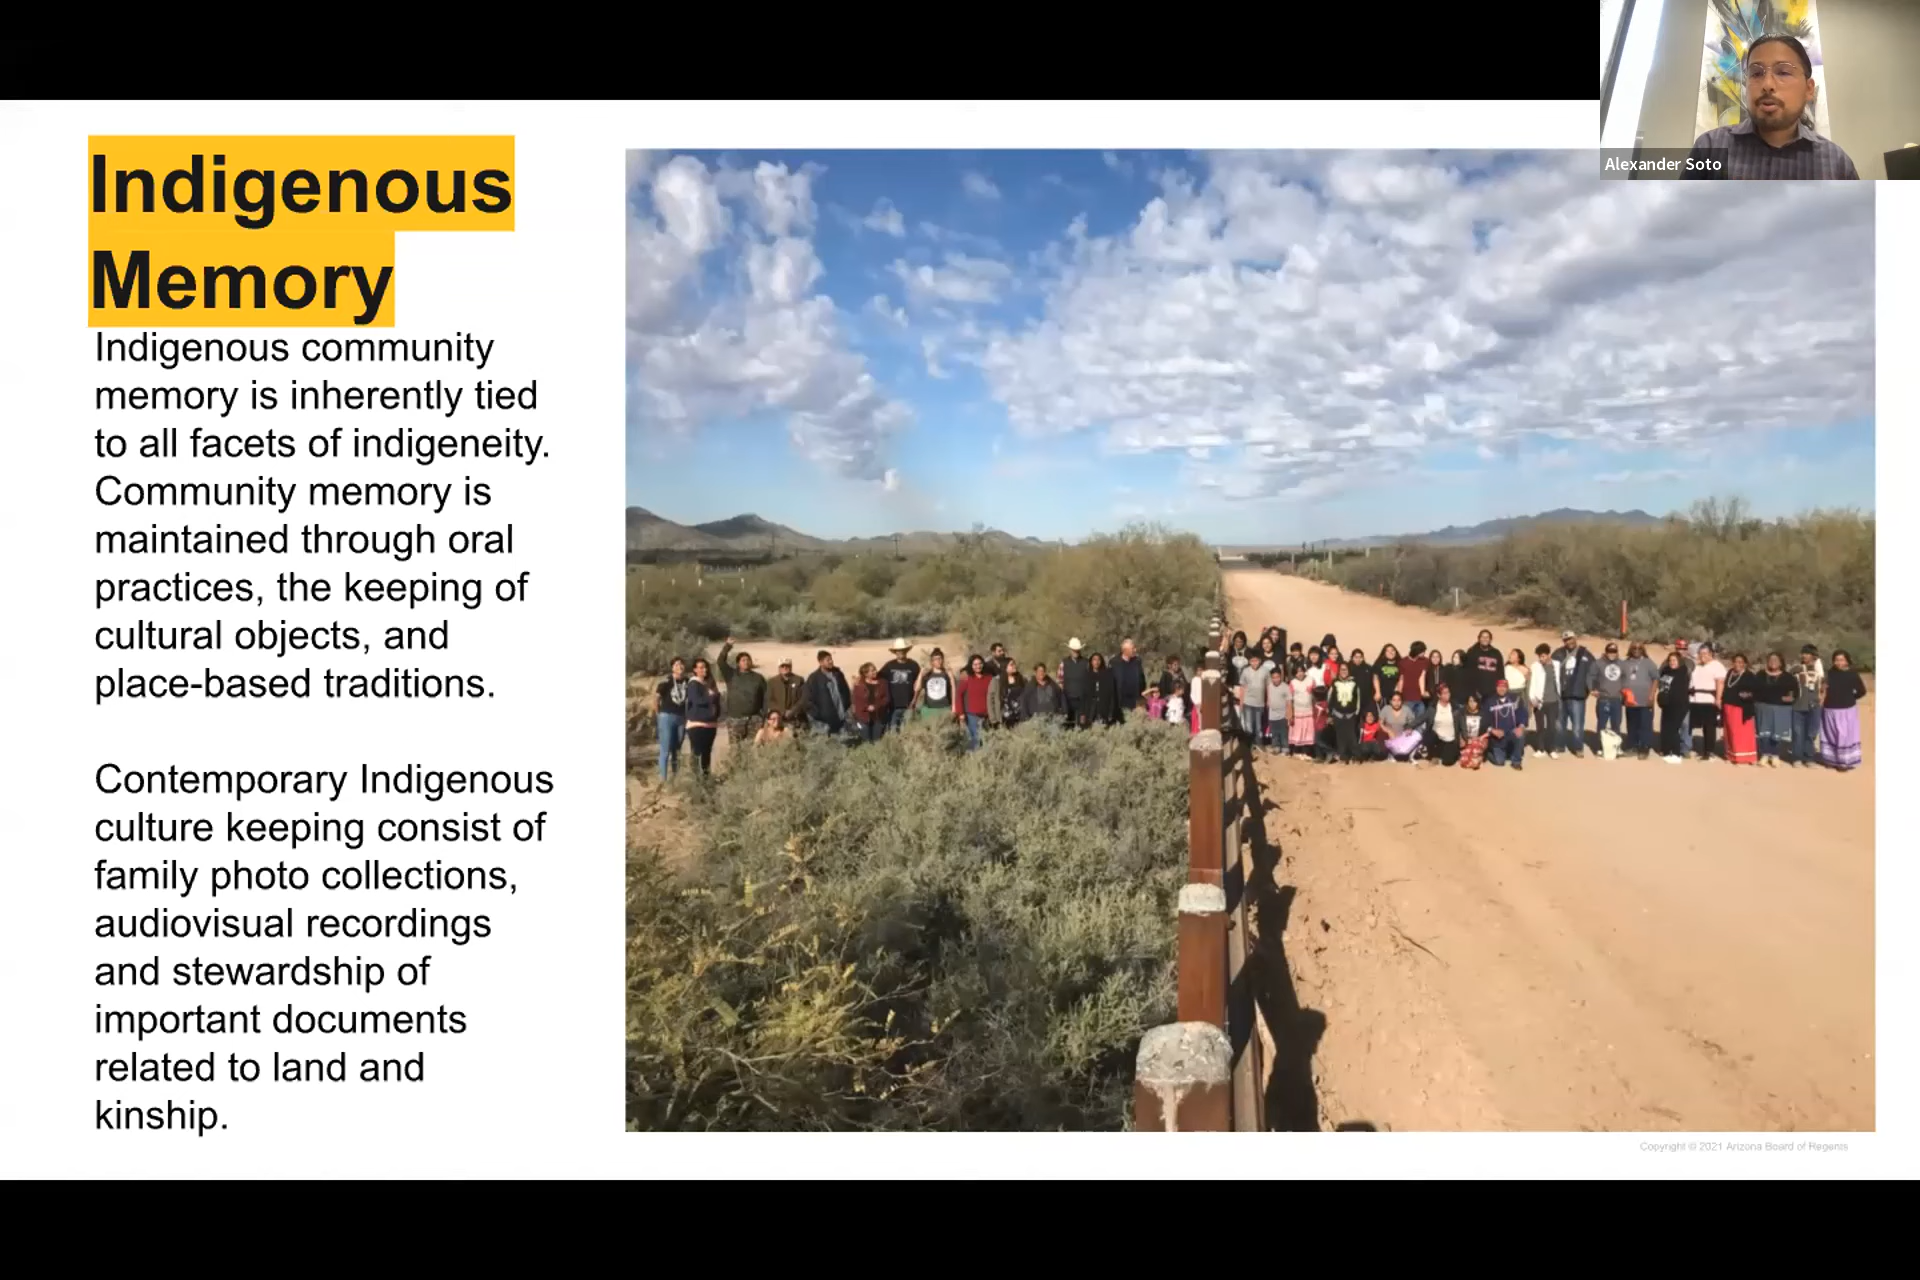 Alexander Soto
Indigenous
Memory
Indigenous community
memory is inherently tied
to all facets of indigeneity.
Community memory is
maintained through oral
practices, the keeping of
cultural objects, and
place-based traditions.
Contemporary Indigenous
culture keeping consist of
family photo collections,
audiovisual recordings
and stewardship of
important documents
related to land and
kinship.
Copyright © 2021 Arizona Board of Regents